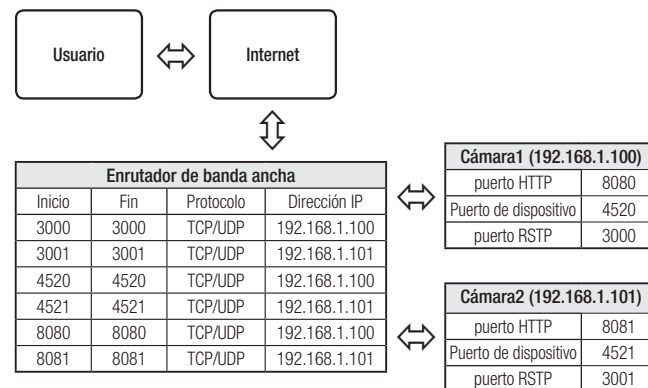 Usuario
Internet
Enrutador de banda ancha
Inicio Fin Protocolo Dirección IP
3000 3000 TCP/UDP 192.168.1.100
3001 3001 TCP/UDP 192.168.1.101
4520 4520 TCP/UDP 192.168.1.100
4521 4521 TCP/UDP 192.168.1.101
8080 8080 TCP/UDP 192.168.1.100
8081 8081 TCP/UDP 192.168.1.101
Cámara1 (192.168.1.100)
puerto HTTP 8080
Puerto de dispositivo 4520
puerto RSTP 3000
Cámara2 (192.168.1.101)
puerto HTTP 8081
Puerto de dispositivo 4521
puerto RSTP 3001